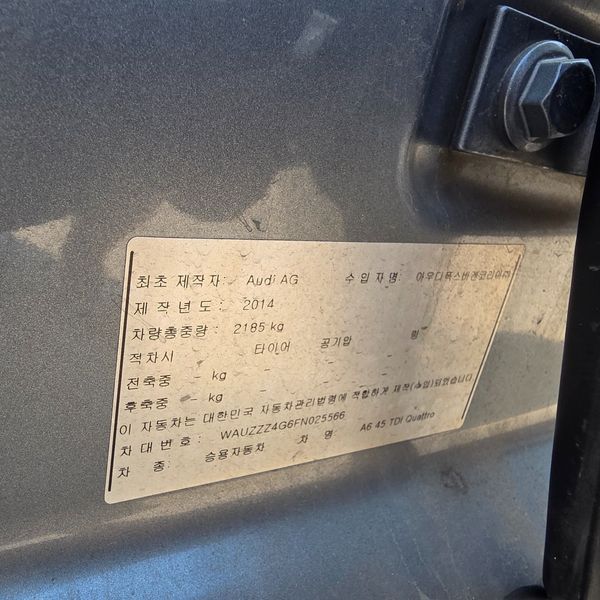 최초 제작자: Audi AG 수 입 자 명: 아우디폭스바겐코리아㈜
제 작 년 도 : 2014
차량총중량 : 2185 kg
적차시 타이어 공기압 림
전축중 kg - - -
후축중 kg - - -
이 자동차는 대한민국 자동차관리법령에 적합하게 제작(수입)되었습니다
차 대 번 호 : WAUZZZ4G6FN025566
차 종: 승용자동차 차 명: A6 45 TDI Quattro